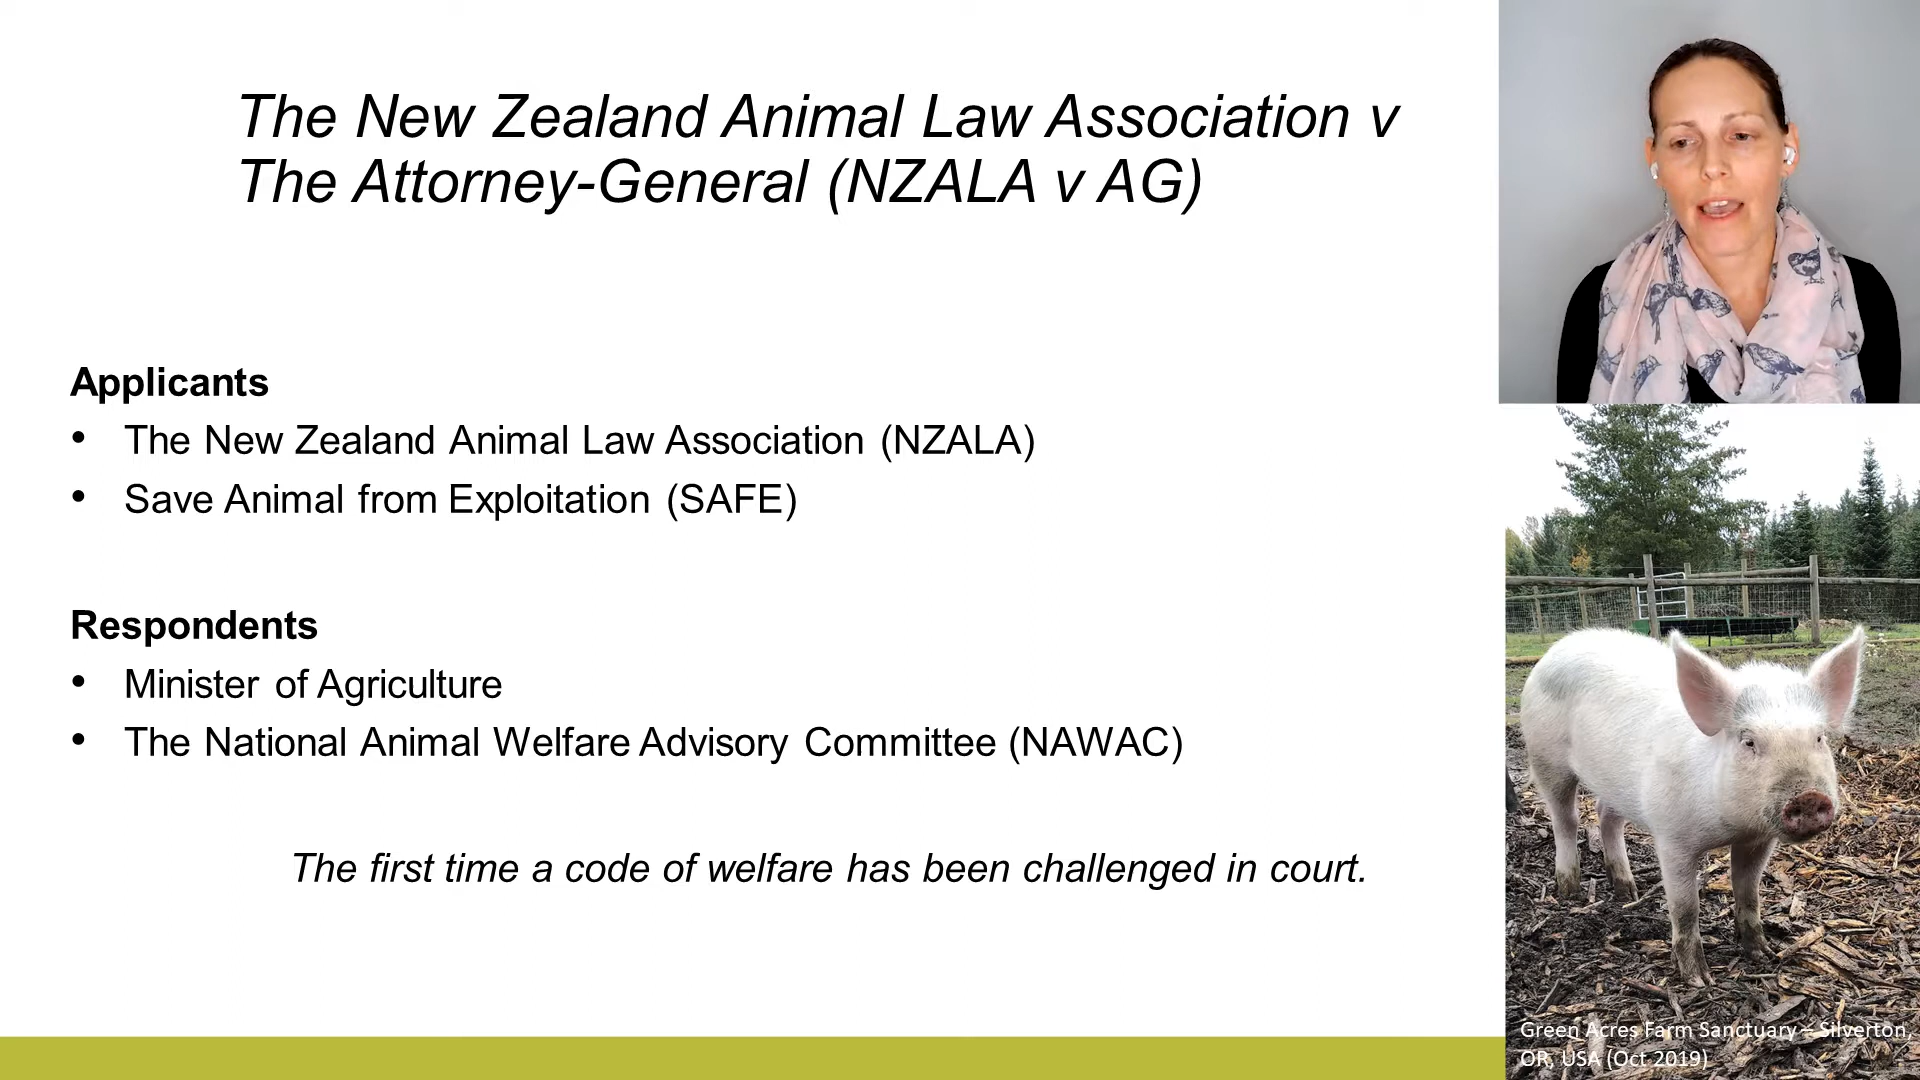 The New Zealand Animal Law Association v
The Attorney-General (NZALA v AG)
Applicants
• The New Zealand Animal Law Association (NZALA)
• Save Animal from Exploitation (SAFE)
Respondents
• Minister of Agriculture
• The National Animal Welfare Advisory Committee (NAWAC)
The first time a code of welfare has been challenged in court.
Green Acres Farm Sanctuary – Silverton,
OR, USA (Oct 2019)